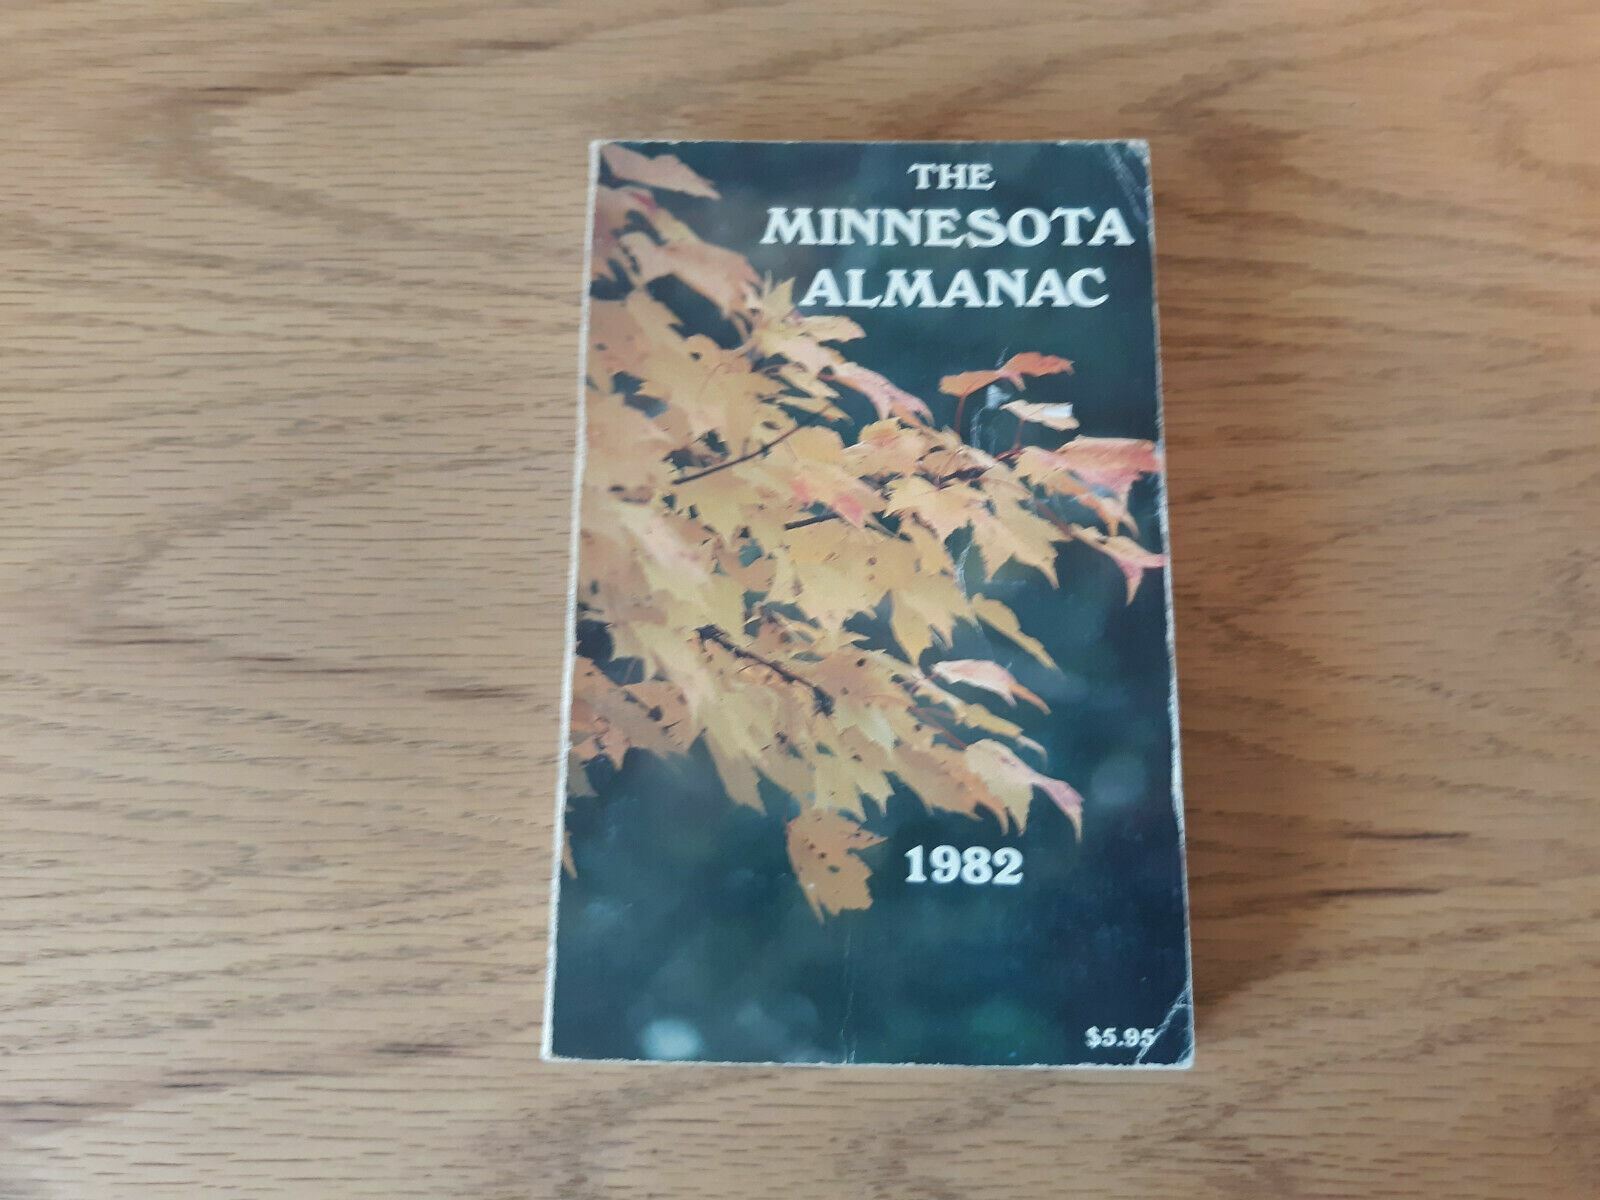 THE
MINNESOTA
ALMANAC
1982
$5.95